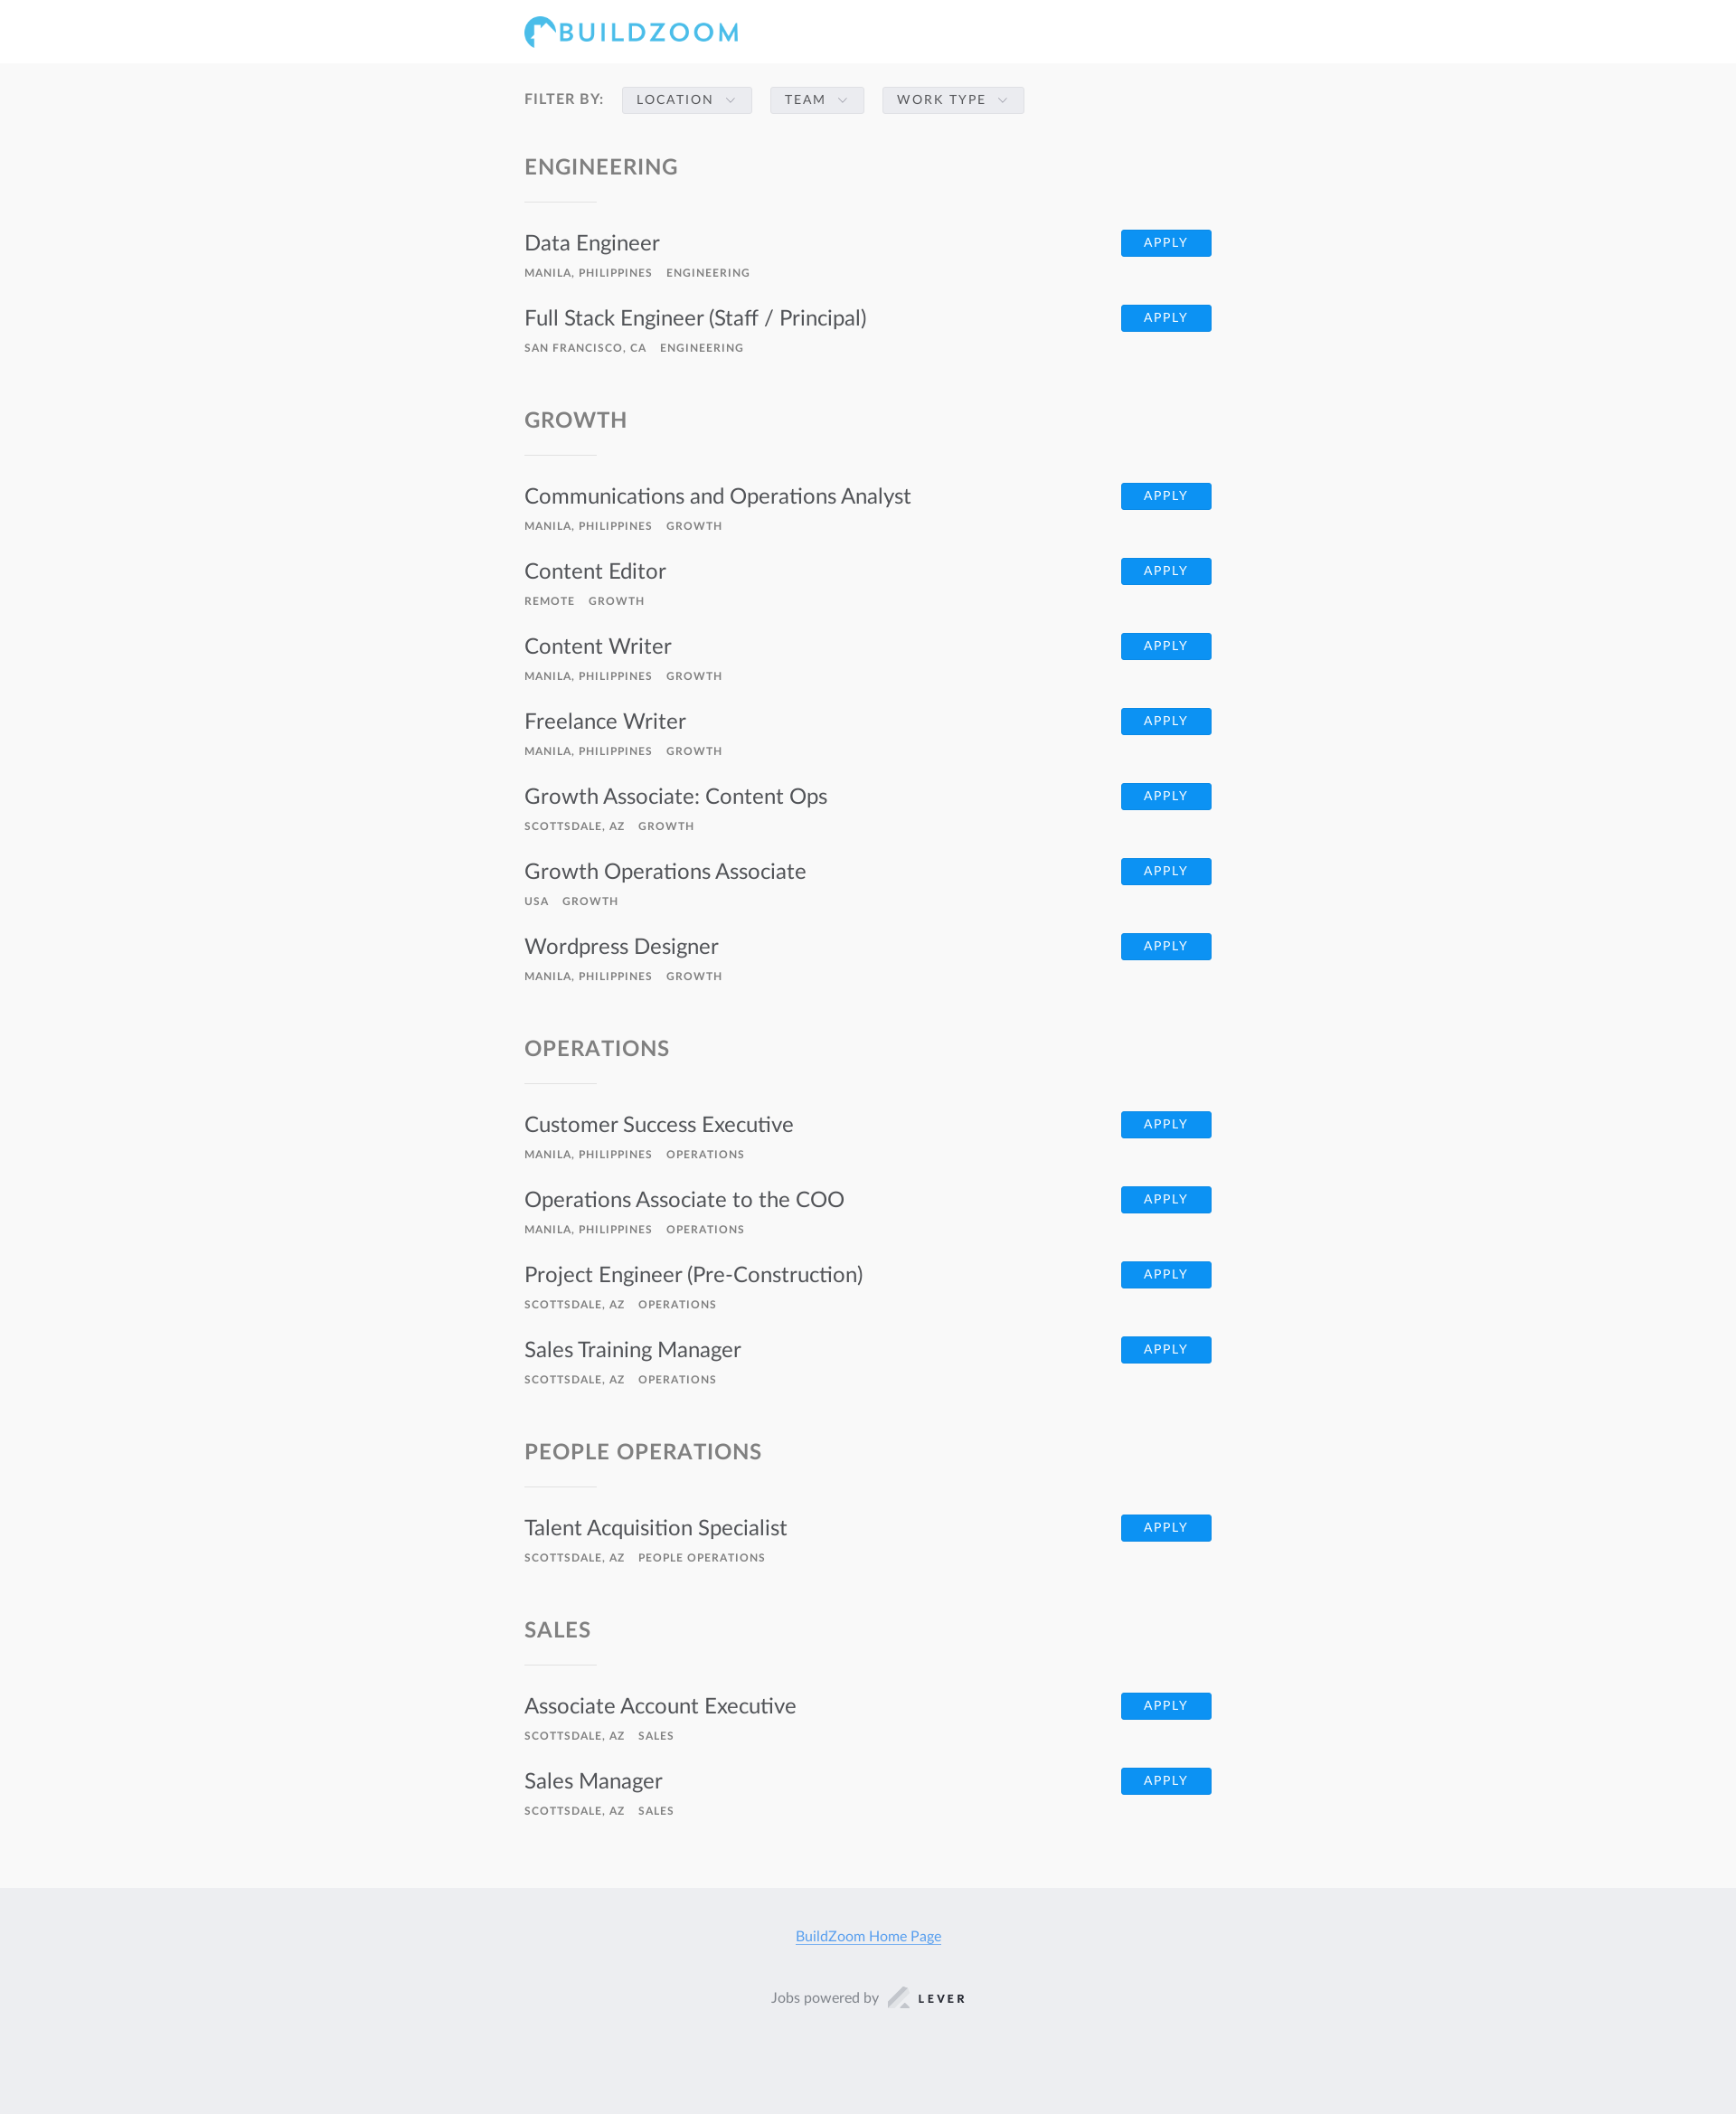 BUILDZOOM
FILTER BY: LOCATION TEAM WORK TYPE
ENGINEERING
Data Engineer APPLY
MANILA, PHILIPPINES ENGINEERING
Full Stack Engineer (Staff / Principal) APPLY
SAN FRANCISCO, CA ENGINEERING
GROWTH
Communications and Operations Analyst APPLY
MANILA, PHILIPPINES GROWTH
Content Editor APPLY
REMOTE GROWTH
Content Writer APPLY
MANILA, PHILIPPINES GROWTH
Freelance Writer APPLY
MANILA, PHILIPPINES GROWTH
Growth Associate: Content Ops APPLY
SCOTTSDALE, AZ GROWTH
Growth Operations Associate APPLY
USA GROWTH
Wordpress Designer APPLY
MANILA, PHILIPPINES GROWTH
OPERATIONS
Customer Success Executive APPLY
MANILA, PHILIPPINES OPERATIONS
Operations Associate to the COO APPLY
MANILA, PHILIPPINES OPERATIONS
Project Engineer (Pre-Construction) APPLY
SCOTTSDALE, AZ OPERATIONS
Sales Training Manager APPLY
SCOTTSDALE, AZ OPERATIONS
PEOPLE OPERATIONS
Talent Acquisition Specialist APPLY
SCOTTSDALE, AZ PEOPLE OPERATIONS
SALES
Associate Account Executive APPLY
SCOTTSDALE, AZ SALES
Sales Manager APPLY
SCOTTSDALE, AZ SALES
BuildZoom Home Page
Jobs powered by LEVER